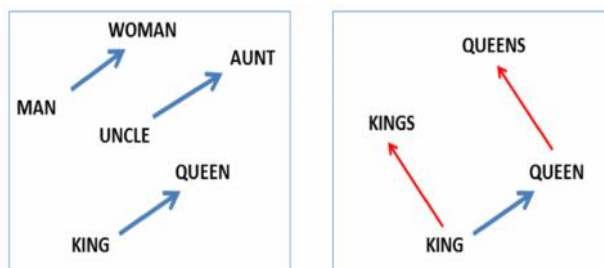 WOMAN
AUNT
MAN
UNCLE
QUEEN
KING
QUEENS
KINGS
QUEEN
KING